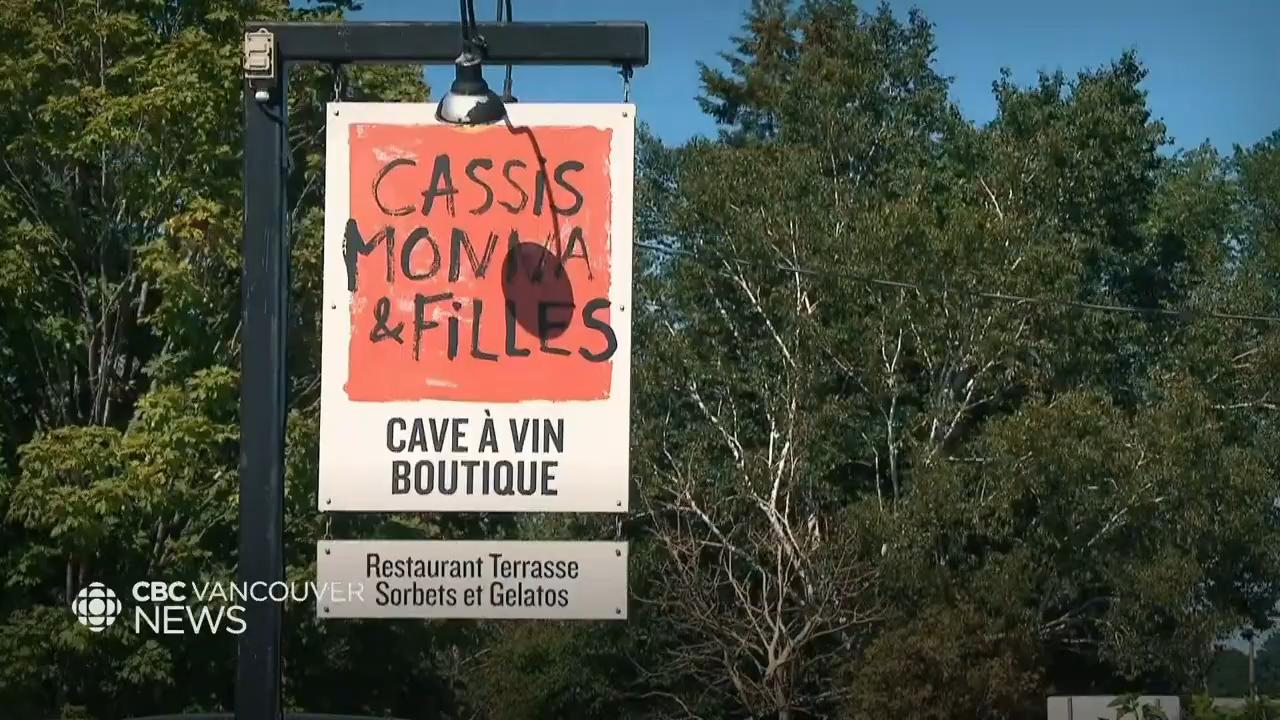 CASSIS
MONNA
& FiLLES
CAVE À VIN
BOUTIQUE
Restaurant Terrasse
Sorbets et Gelatos
CBC VANCOUVER
NEWS